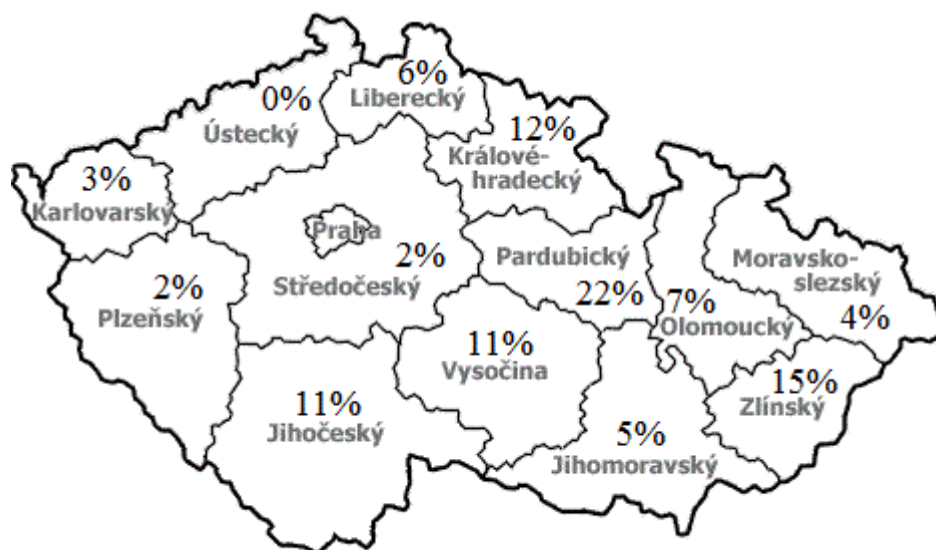 6%
Liberecký
0%
Ústecký
12%
Králové-
hradecký
3%
Karlovarský
Praha
2%
Středočeský
Pardubický
22%
Moravsko-
slezský
4%
2%
Plzeňský
7%
Olomoucký
11%
Vysočina
15%
Zlínský
11%
Jihočeský
5%
Jihomoravský